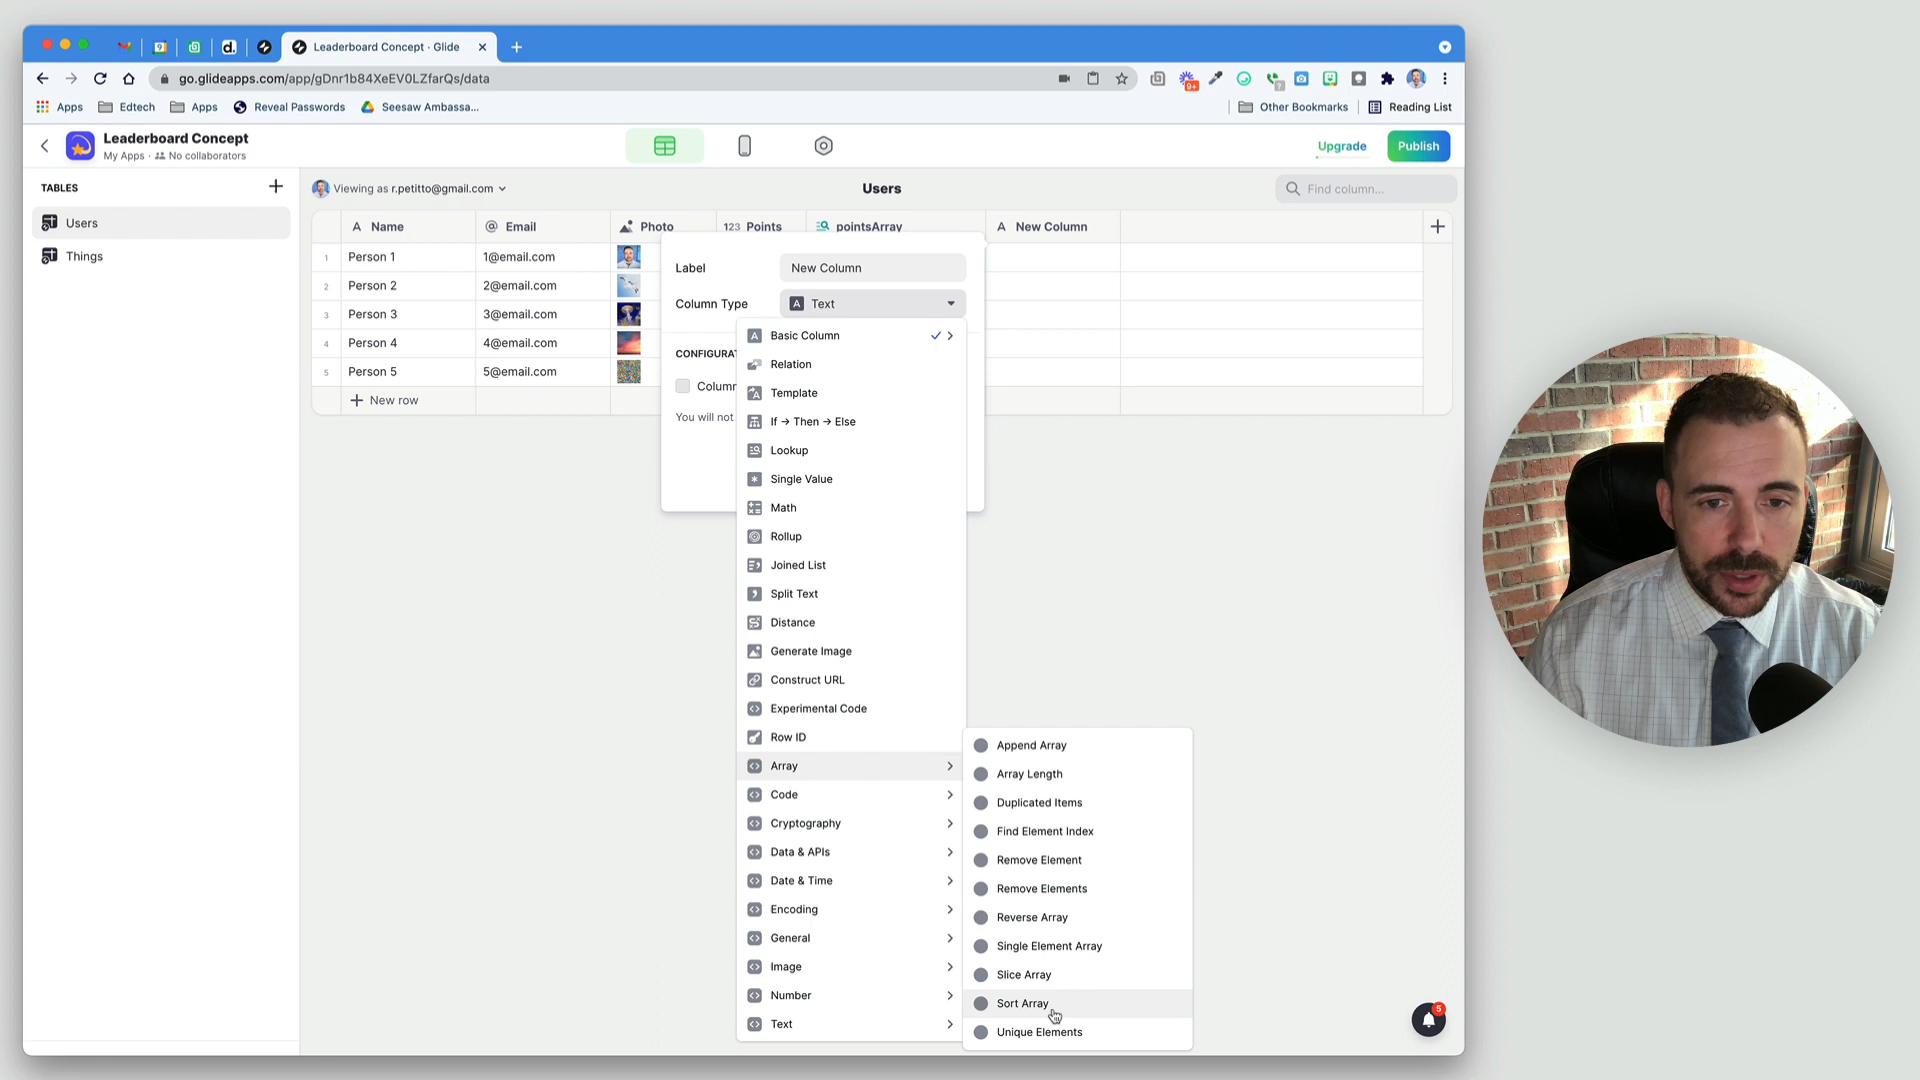 Leaderboard Concept · Glide
go.glideapps.com/app/gDnr1b84XeEV0LZfarQs/data
9+
Apps
Edtech
Apps
Reveal Passwords
Seesaw Ambassa...
Other Bookmarks
Reading List
Leaderboard Concept
My Apps · No collaborators
Upgrade
Publish
TABLES
Users
Things
Viewing as r.petitto@gmail.com
Users
Find column...
Name
Email
Photo
123 Points
pointsArray
New Column
1 Person 1 1@email.com
2 Person 2 2@email.com
3 Person 3 3@email.com
4 Person 4 4@email.com
5 Person 5 5@email.com
New row
Label
New Column
Column Type
Text
CONFIGURAT
Column
You will not
Basic Column
Relation
Template
If → Then → Else
Lookup
Single Value
Math
Rollup
Joined List
Split Text
Distance
Generate Image
Construct URL
Experimental Code
Row ID
Array
Code
Cryptography
Data & APIs
Date & Time
Encoding
General
Image
Number
Text
Append Array
Array Length
Duplicated Items
Find Element Index
Remove Element
Remove Elements
Reverse Array
Single Element Array
Slice Array
Sort Array
Unique Elements
5